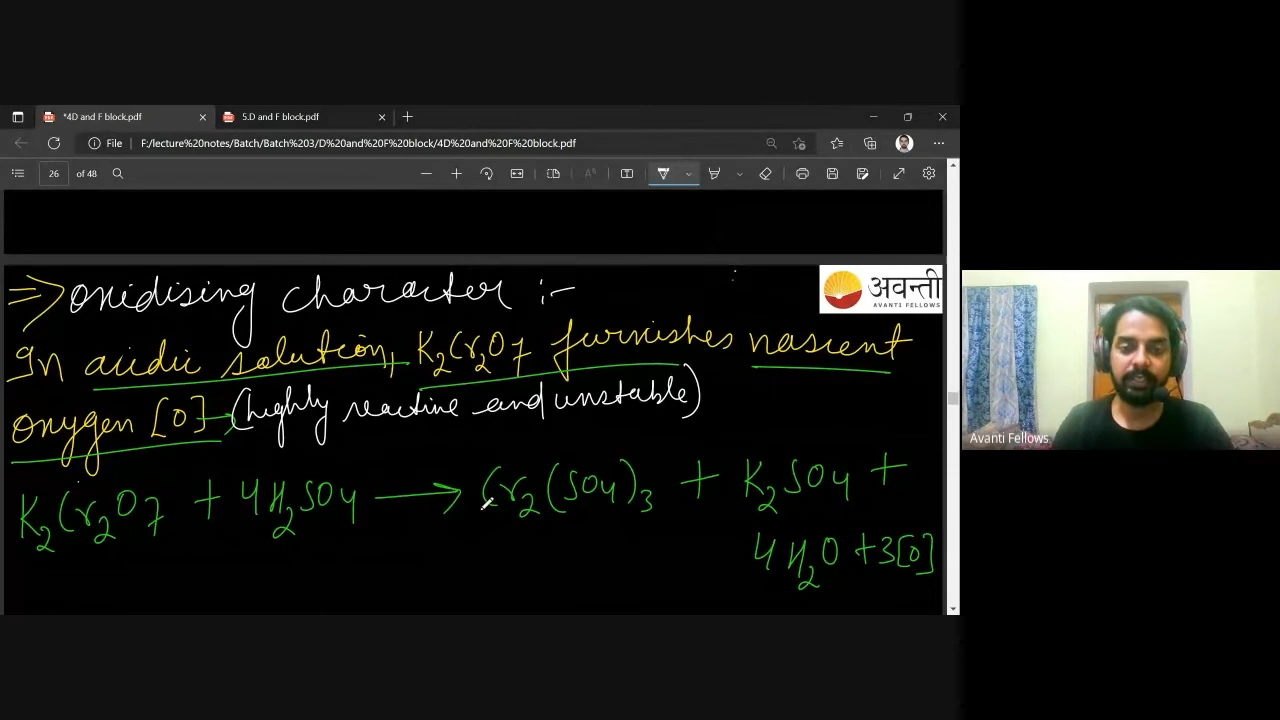 *4D and F block.pdf
5.D and F block.pdf
File F:/lecture%20notes/Batch/Batch%203/D%20and%20F%20block/4D%20and%20F%20block.pdf
26 of 48
=> oxidising character :-
अवन्ती
AVANTI FELLOWS
In acidic solution, K2Cr2O7 furnishes nascent
oxygen [O] → (highly reactive and unstable)
K2Cr2O7 + 4H2SO4 → Cr2(SO4)3 + K2SO4 +
4H2O + 3[O]
Avanti Fellows